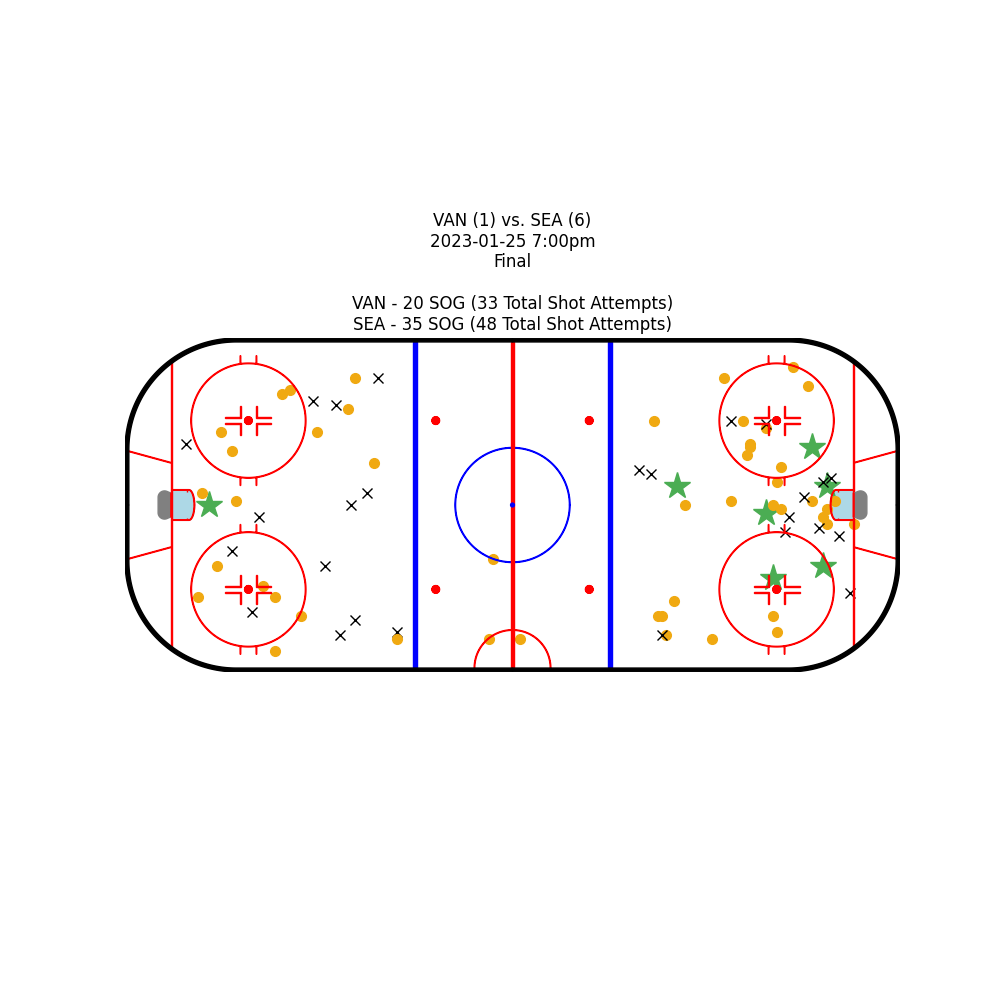 VAN (1) vs. SEA (6)
2023-01-25 7:00pm
Final
VAN - 20 SOG (33 Total Shot Attempts)
SEA - 35 SOG (48 Total Shot Attempts)